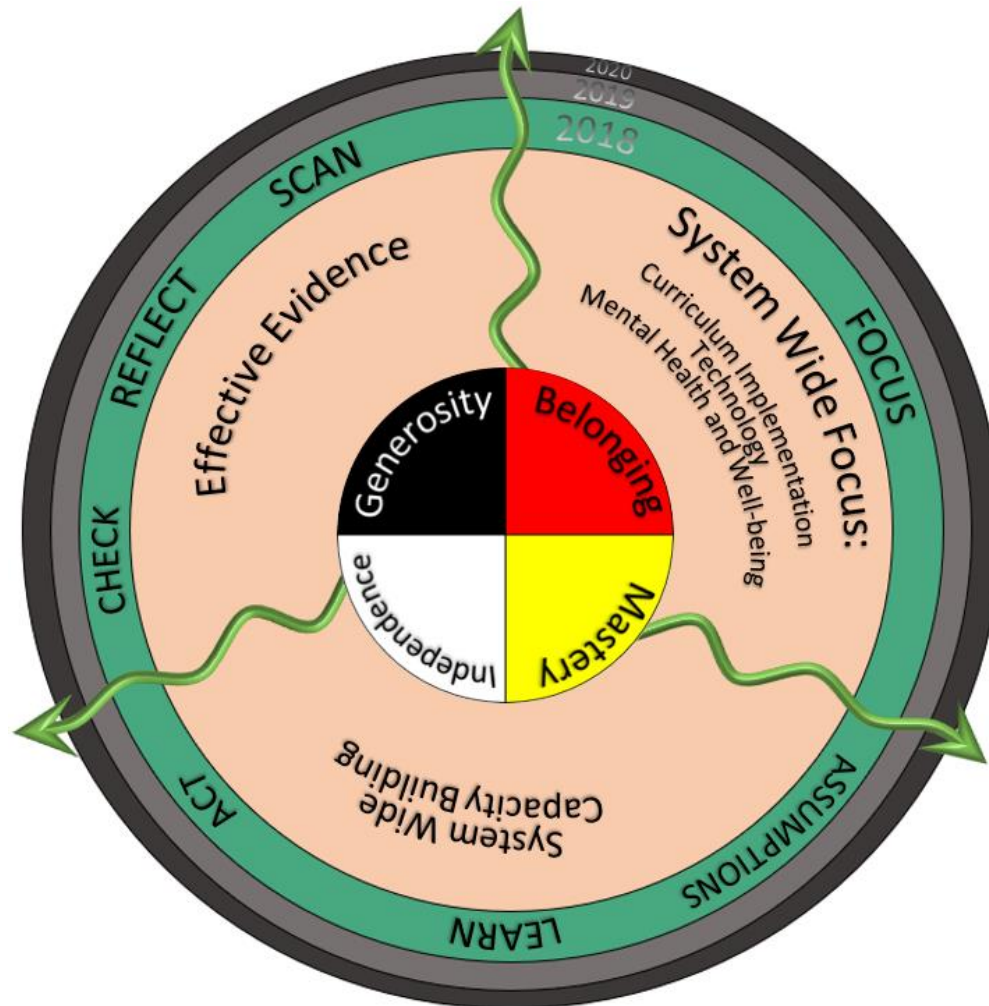 2020
2019
2018
SCAN
FOCUS
ASSUMPTIONS
LEARN
ACT
CHECK
REFLECT
Effective Evidence
System Wide Focus:
Curriculum Implementation
Technology
Mental Health and Well-being
System Wide
Capacity Building
Generosity
Belonging
Mastery
Independence